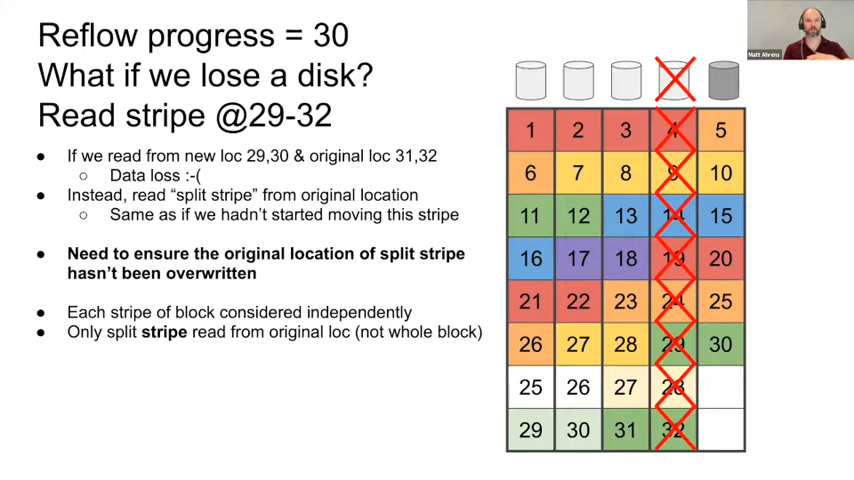 Reflow progress = 30
What if we lose a disk?
Read stripe @29-32
● If we read from new loc 29,30 & original loc 31,32
○ Data loss :-(
● Instead, read “split stripe” from original location
○ Same as if we hadn't started moving this stripe
● Need to ensure the original location of split stripe
hasn't been overwritten
● Each stripe of block considered independently
● Only split stripe read from original loc (not whole block)
1 2 3 4 5
6 7 8 9 10
11 12 13 14 15
16 17 18 19 20
21 22 23 24 25
26 27 28 29 30
25 26 27 28
29 30 31 32
Matt Ahrens